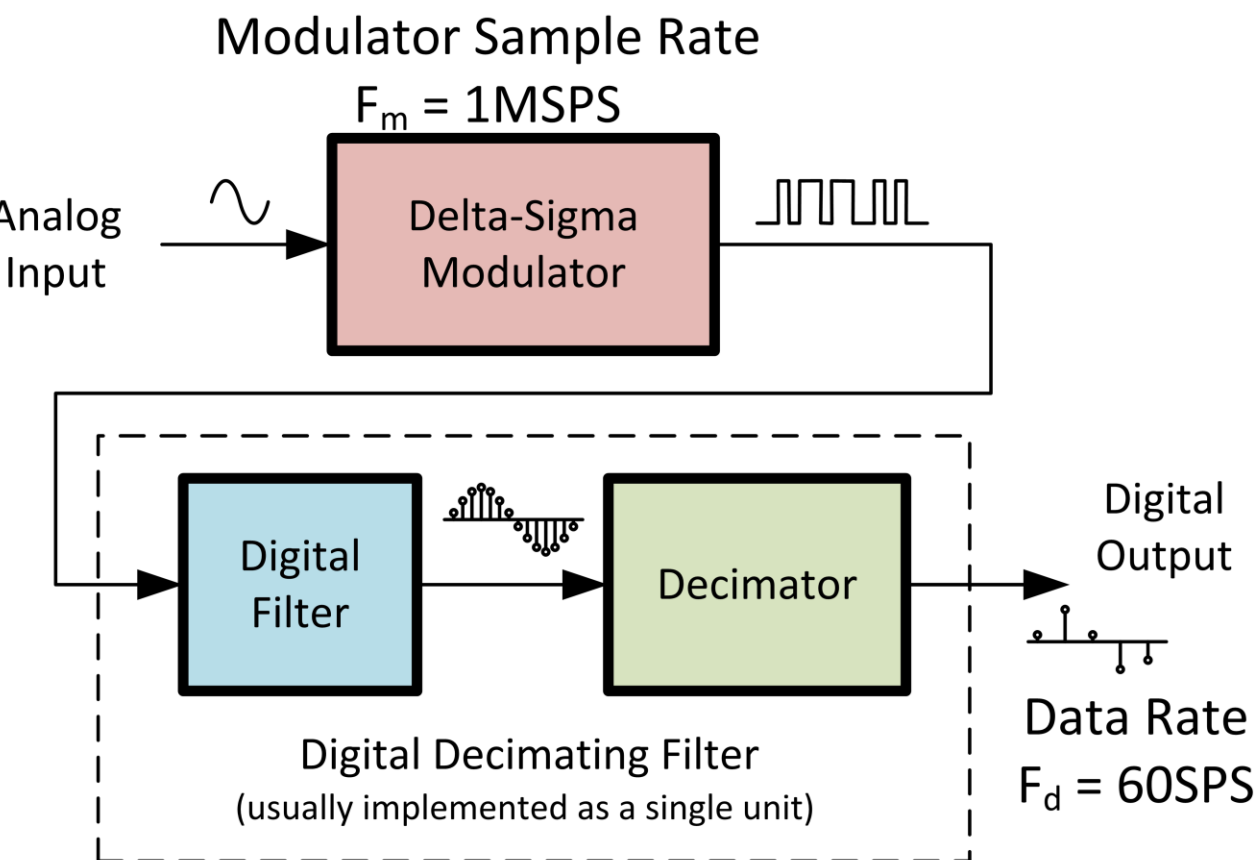 Modulator Sample Rate
Fm = 1MSPS
Analog
Input
Delta-Sigma
Modulator
Digital
Filter
Decimator
Digital
Output
Digital Decimating Filter
(usually implemented as a single unit)
Data Rate
Fd = 60SPS